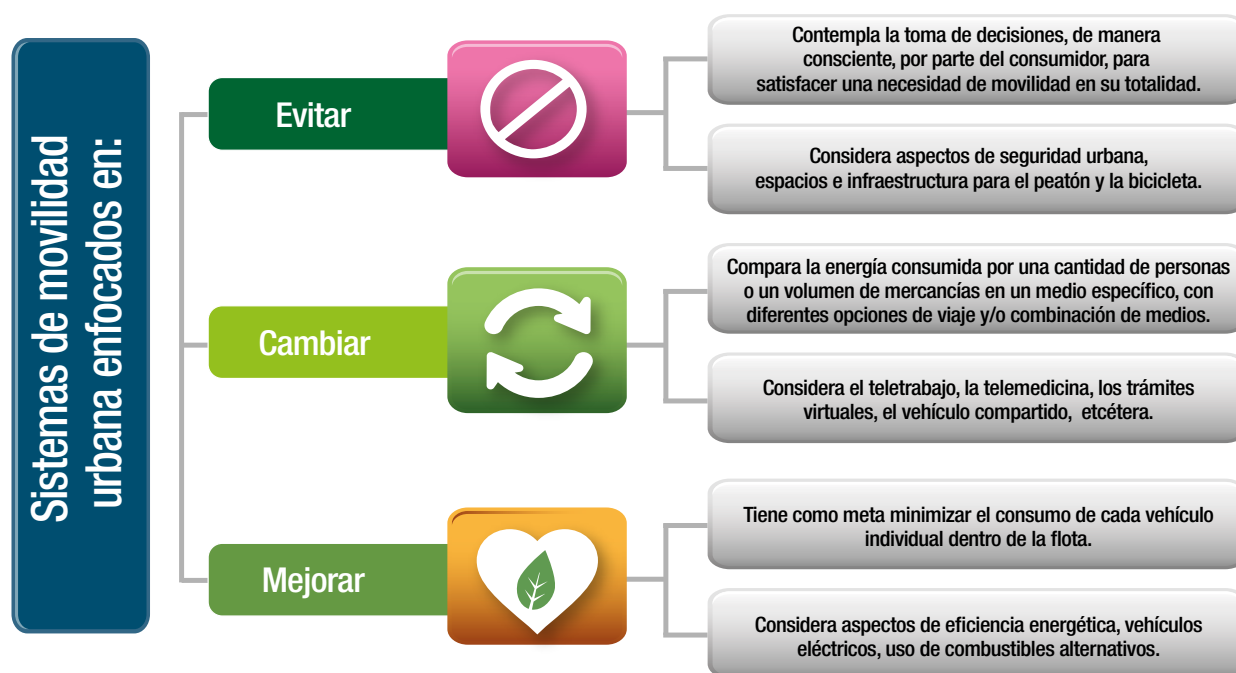 Sistemas de movilidad
urbana enfocados en:
Evitar
Contempla la toma de decisiones, de manera
consciente, por parte del consumidor, para
satisfacer una necesidad de movilidad en su totalidad.
Considera aspectos de seguridad urbana,
espacios e infraestructura para el peatón y la bicicleta.
Cambiar
Compara la energía consumida por una cantidad de personas
o un volumen de mercancías en un medio específico, con
diferentes opciones de viaje y/o combinación de medios.
Considera el teletrabajo, la telemedicina, los trámites
virtuales, el vehículo compartido, etcétera.
Mejorar
Tiene como meta minimizar el consumo de cada vehículo
individual dentro de la flota.
Considera aspectos de eficiencia energética, vehículos
eléctricos, uso de combustibles alternativos.